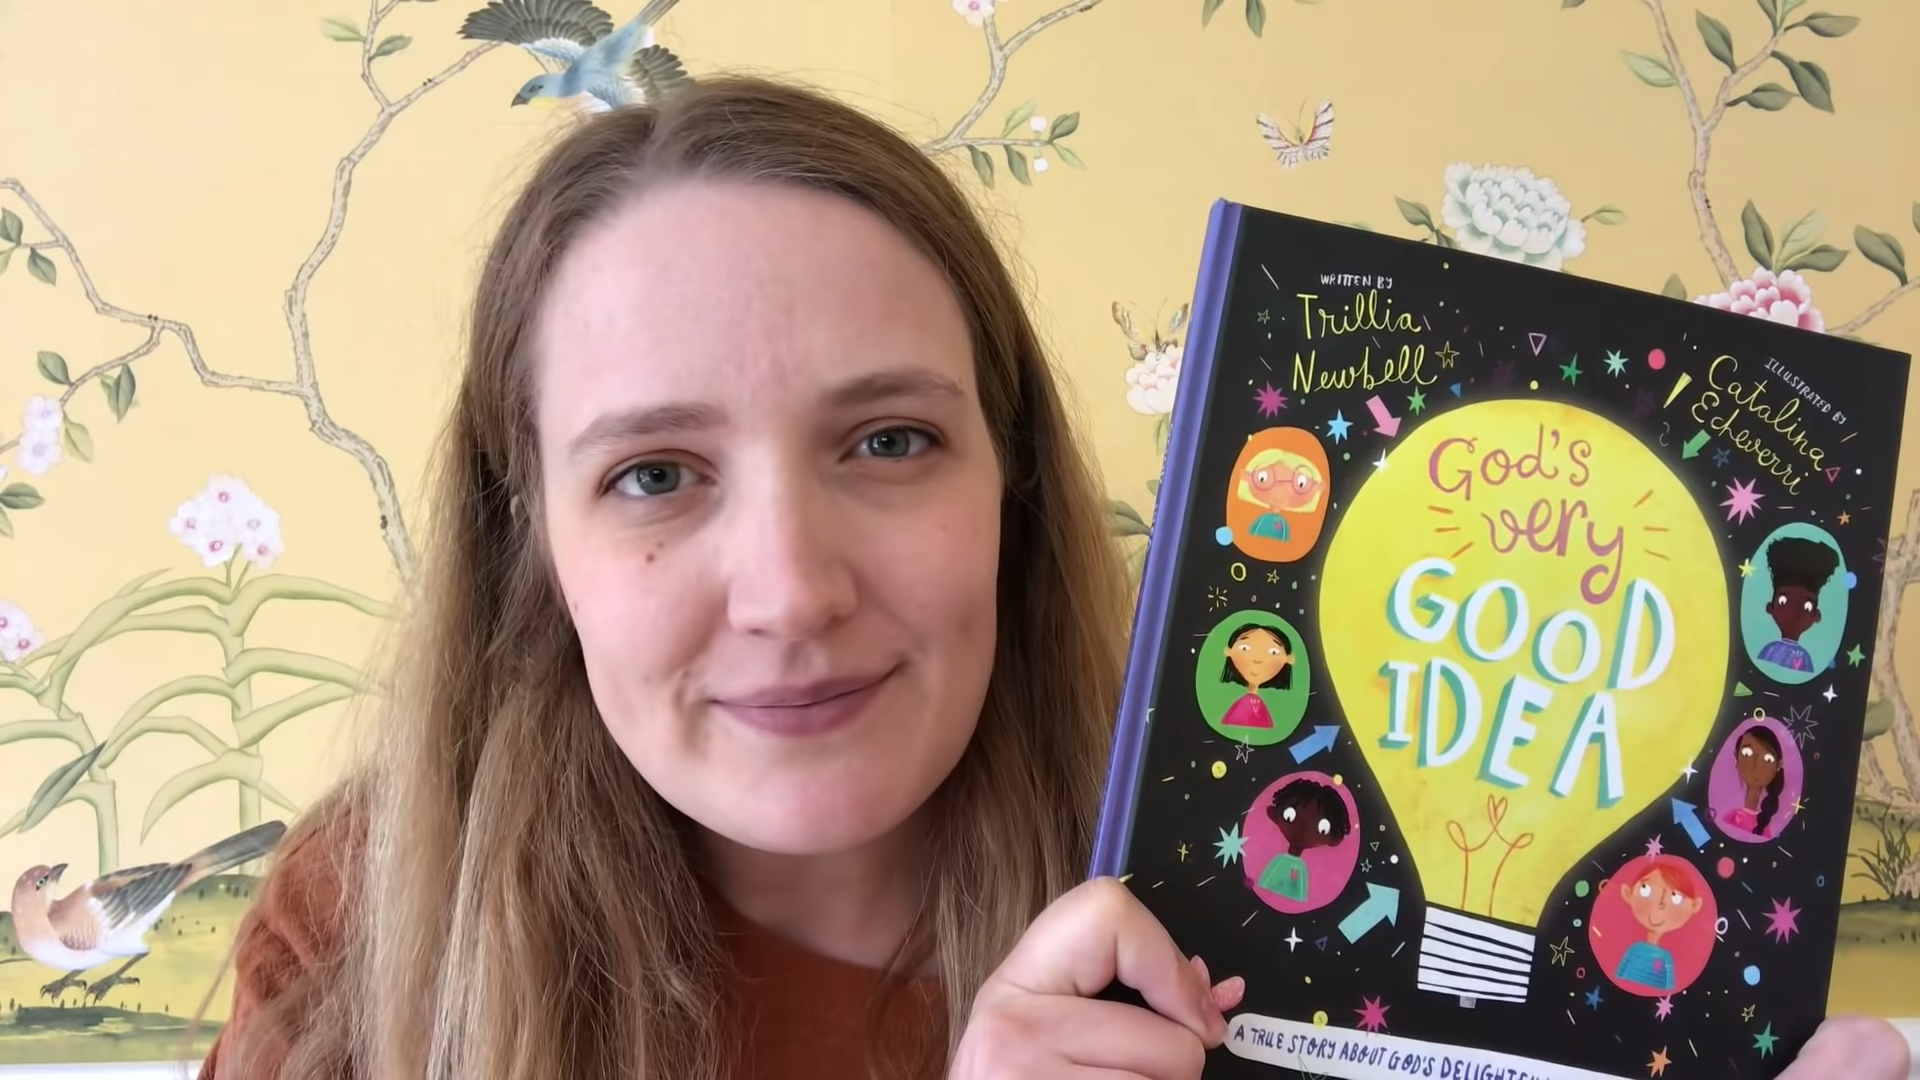 WRITTEN BY
Trillia
Newbell
ILLUSTRATED BY
Catalina
Echeverri
God's
very
GOOD
IDEA
A TRUE STORY ABOUT GOD'S